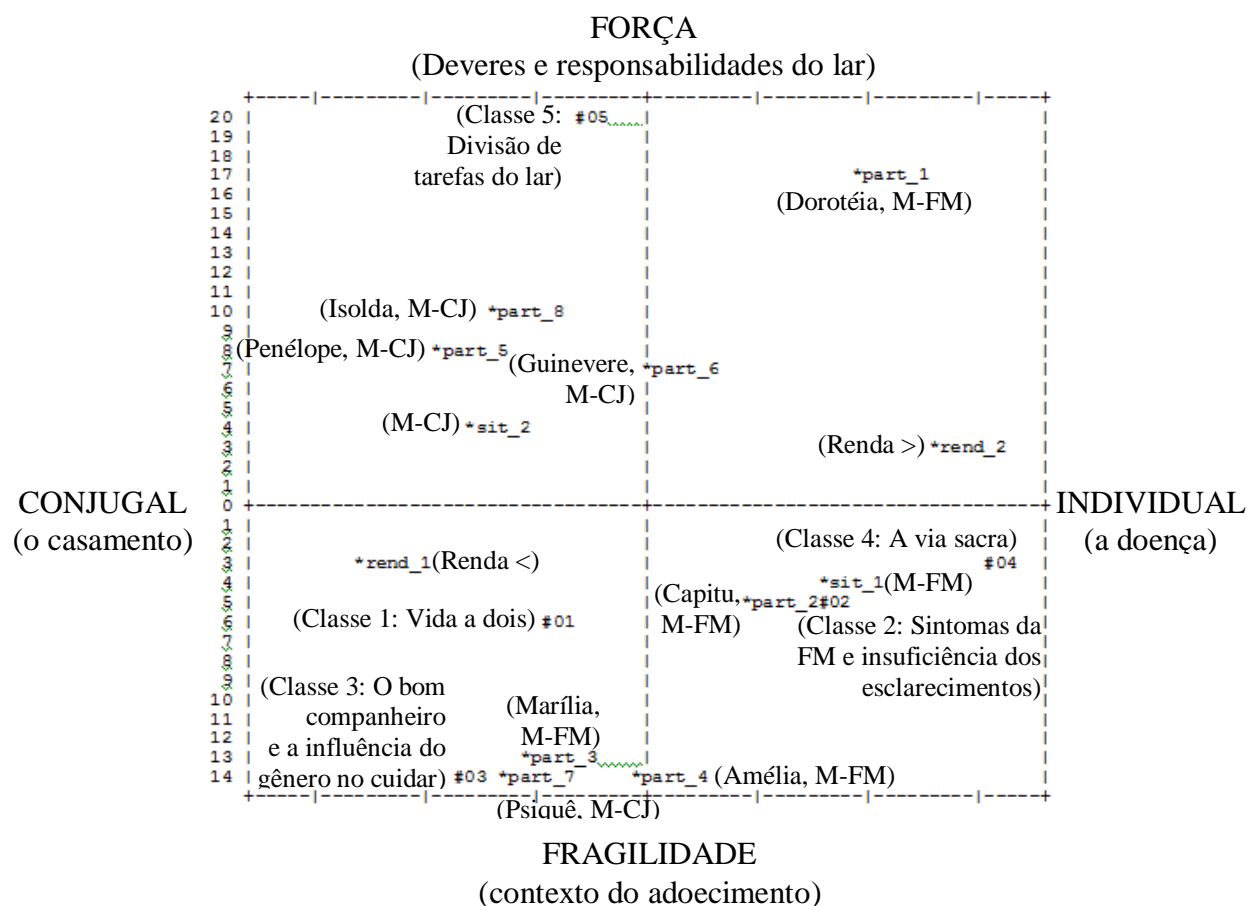 FORÇA
(Deveres e responsabilidades do lar)
+-----|---------|---------|---------+---------|---------|---------|-----+
20 | (Classe 5: #05 |
19 | Divisão de
18 | tarefas do lar)
17 | *part_1
16 | (Dorotéia, M-FM)
15 |
14 |
13 |
12 |
11 |
10 | (Isolda, M-CJ) *part_8
9 |
8 | (Penélope, M-CJ) *part_5
7 | (Guinevere, *part_6
6 | M-CJ)
5 |
4 | (M-CJ) *sit_2
3 | (Renda >) *rend_2
2 |
1 |
CONJUGAL 0 +-----------------------------------+-----------------------------------+ INDIVIDUAL
(o casamento) 1 | (a doença)
2 | (Classe 4: A via sacra)
3 | *rend_1(Renda <) #04
4 | *sit_1(M-FM)
5 | (Capitu, *part_2#02
6 | (Classe 1: Vida a dois) #01 M-FM) (Classe 2: Sintomas da
7 | FM e insuficiência dos
8 | esclarecimentos)
9 | (Classe 3: O bom
10 | companheiro (Marília,
11 | e a influência do M-FM)
12 |
13 | gênero no cuidar) *part_3
14 | #03 *part_7 *part_4 (Amélia, M-FM)
+-----|---------|---------|---------+---------|---------|---------|-----+
(Psiquê, M-CJ)
FRAGILIDADE
(contexto do adoecimento)